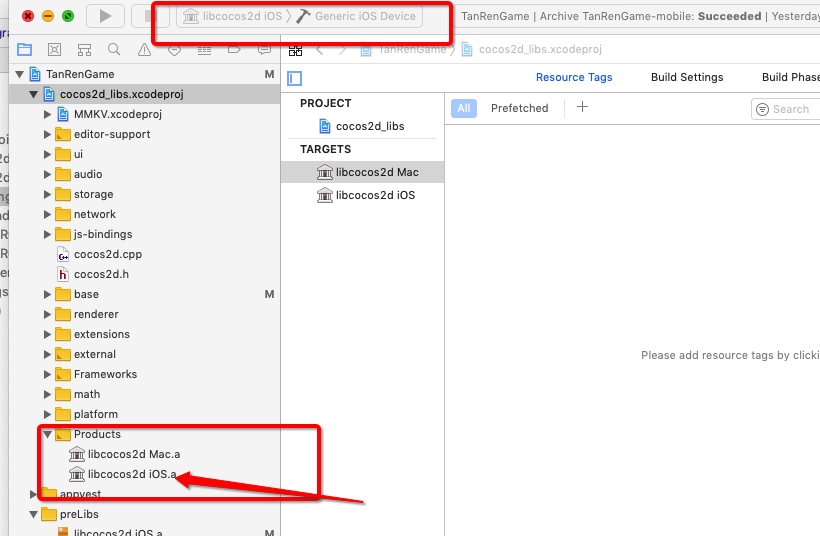 libcocos2d iOS Generic iOS Device
TanRenGame | Archive TanRenGame-mobile: Succeeded | Yesterday
TanRenGame M
TanRenGame cocos2d_libs.xcodeproj
cocos2d_libs.xcodeproj
Resource Tags Build Settings Build Phase
MMKV.xcodeproj
PROJECT
All Prefetched + Search
editor-support
cocos2d_libs
ui
TARGETS
audio
libcocos2d Mac
storage
libcocos2d iOS
network
js-bindings
cocos2d.cpp
cocos2d.h
base M
renderer
extensions
external
Please add resource tags by clicki
Frameworks
math
platform
Products
libcocos2d Mac.a
libcocos2d iOS.a
appvest
preLibs
libcocos2d iOS.a M